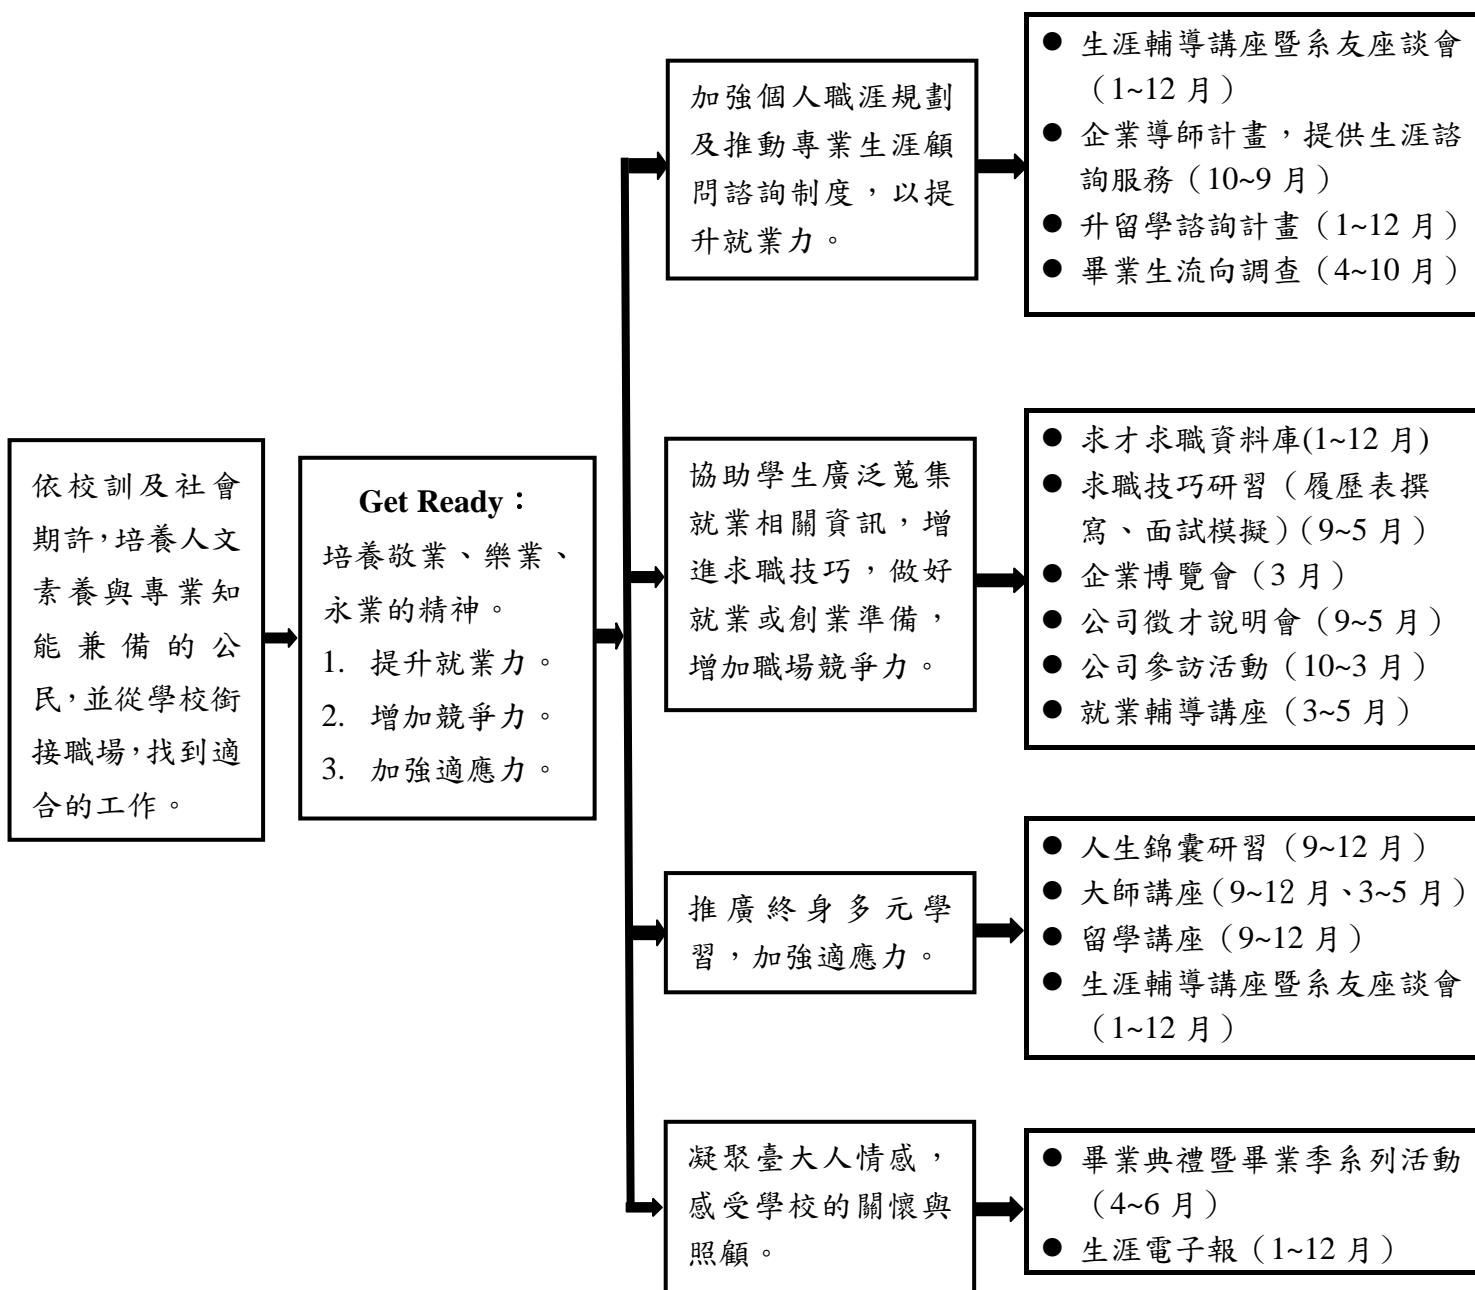 依校訓及社會
期許，培養人文
素養與專業知
能兼備的公
民，並從學校銜
接職場，找到適
合的工作。
Get Ready：
培養敬業、樂業、
永業的精神。
1. 提升就業力。
2. 增加競爭力。
3. 加強適應力。
加強個人職涯規劃
及推動專業生涯顧
問諮詢制度，以提
升就業力。
● 生涯輔導講座暨系友座談會
（1~12 月）
● 企業導師計畫，提供生涯諮
詢服務（10~9 月）
● 升留學諮詢計畫（1~12 月）
● 畢業生流向調查（4~10 月）
協助學生廣泛蒐集
就業相關資訊，增
進求職技巧，做好
就業或創業準備，
增加職場競爭力。
● 求才求職資料庫(1~12 月)
● 求職技巧研習（履歷表撰
寫、面試模擬）（9~5 月）
● 企業博覽會（3 月）
● 公司徵才說明會（9~5 月）
● 公司參訪活動（10~3 月）
● 就業輔導講座（3~5 月）
推廣終身多元學
習，加強適應力。
● 人生錦囊研習（9~12 月）
● 大師講座（9~12 月、3~5 月）
● 留學講座（9~12 月）
● 生涯輔導講座暨系友座談會
（1~12 月）
凝聚臺大人情感，
感受學校的關懷與
照顧。
● 畢業典禮暨畢業季系列活動
（4~6 月）
● 生涯電子報（1~12 月）